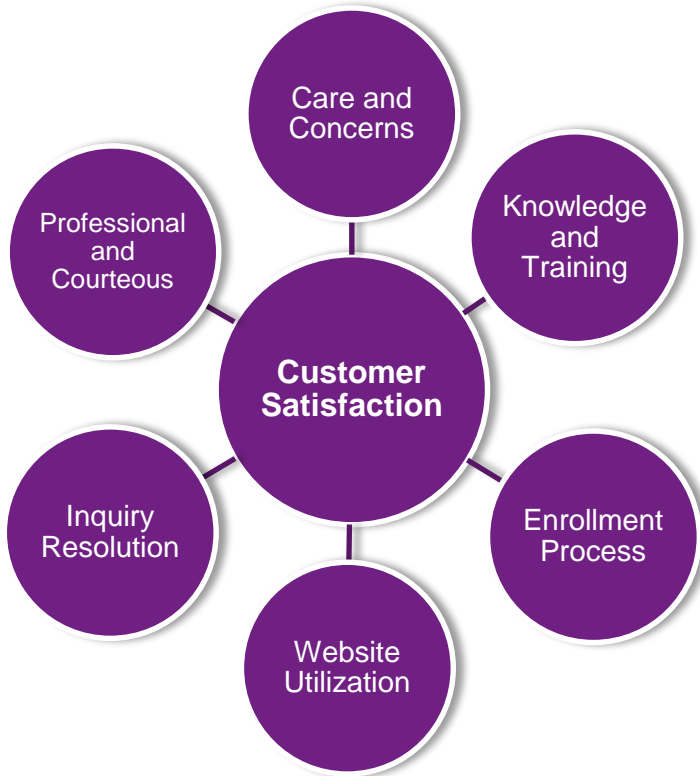 Care and
Concerns
Knowledge
and
Training
Professional
and
Courteous
Customer
Satisfaction
Inquiry
Resolution
Enrollment
Process
Website
Utilization